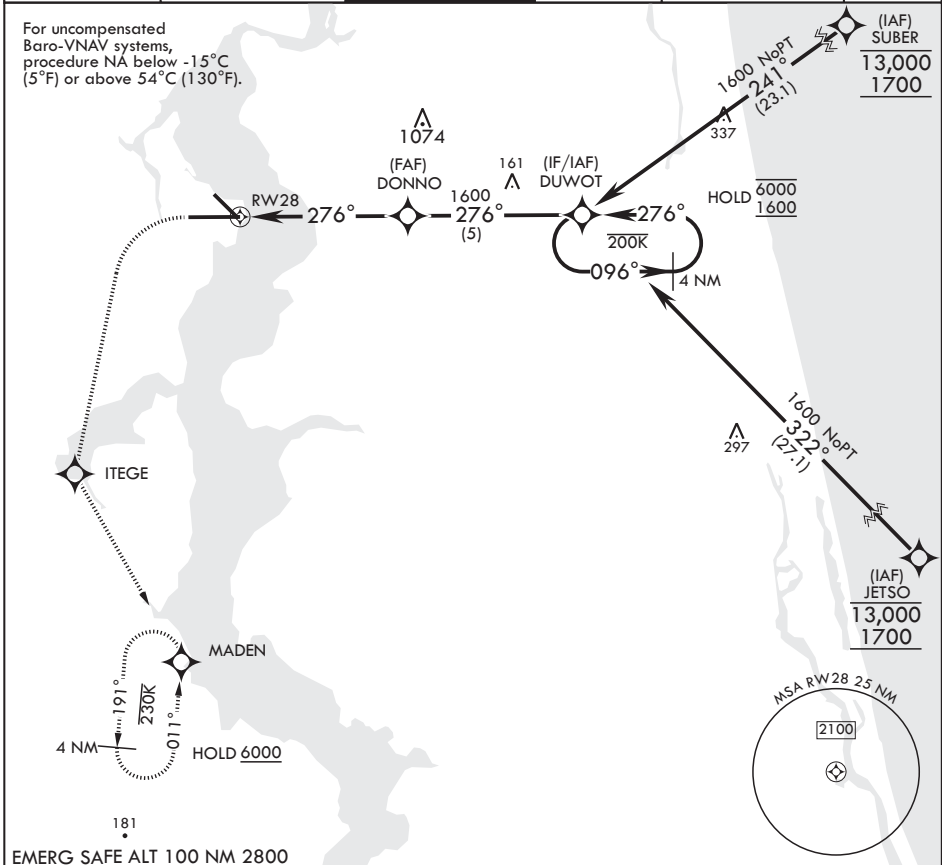 For uncompensated
Baro-VNAV systems,
procedure NA below -15°C
(5°F) or above 54°C (130°F).
(IAF)
SUBER
13,000
1700
1600 NoPT
241°
(23.1)
337
1074
(FAF)
DONNO
161
(IF/IAF)
DUWOT
HOLD 6000
1600
RW28
276°
1600
276°
(5)
276°
200K
096°
4 NM
1600 NoPT
322°
(27.1)
297
ITEGE
(IAF)
JETSO
13,000
1700
MADEN
191°
230K
011°
4 NM
HOLD 6000
MSA RW28 25 NM
2100
181
EMERG SAFE ALT 100 NM 2800